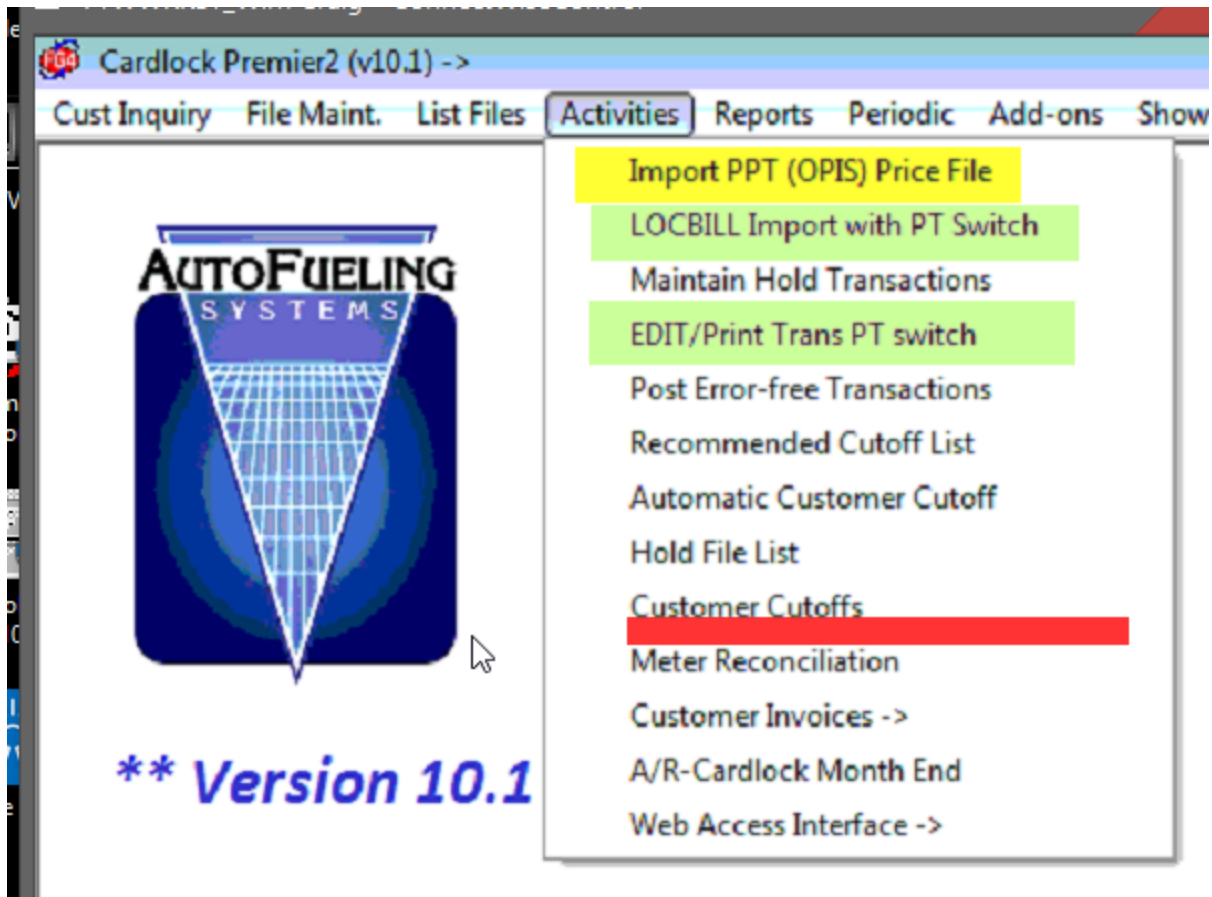 Cardlock Premier2 (v10.1) ->
Cust Inquiry File Maint. List Files Activities Reports Periodic Add-ons Show
Import PPT (OPIS) Price File
LOCBILL Import with PT Switch
Maintain Hold Transactions
EDIT/Print Trans PT switch
Post Error-free Transactions
Recommended Cutoff List
Automatic Customer Cutoff
Hold File List
Customer Cutoffs
Meter Reconciliation
Customer Invoices ->
A/R-Cardlock Month End
Web Access Interface ->
AUTOFUELING
SYSTEMS
** Version 10.1